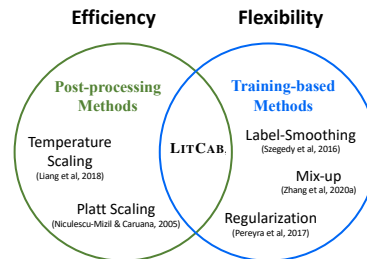 Efficiency
Flexibility
Post-processing
Methods
Temperature
Scaling
(Liang et al, 2018)
Platt Scaling
(Niculescu-Mizil & Caruana, 2005)
LITCAB.
Training-based
Methods
Label-Smoothing
(Szegedy et al, 2016)
Mix-up
(Zhang et al, 2020a)
Regularization
(Pereyra et al, 2017)